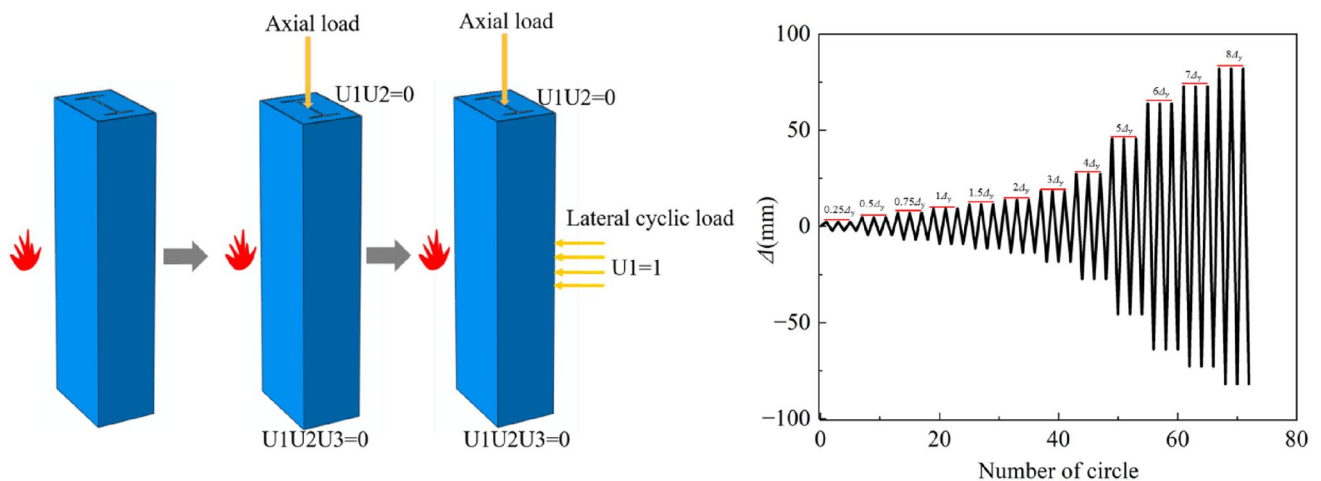 Axial load
U1U2=0
U1U2U3=0
Axial load
U1U2=0
Lateral cyclic load
U1=1
U1U2U3=0
Δ(mm)
100
50
0
−50
−100
0.25Δy
0.5Δy
0.75Δy
1Δy
1.5Δy
2Δy
3Δy
4Δy
5Δy
6Δy
7Δy
8Δy
0 20 40 60 80
Number of circle